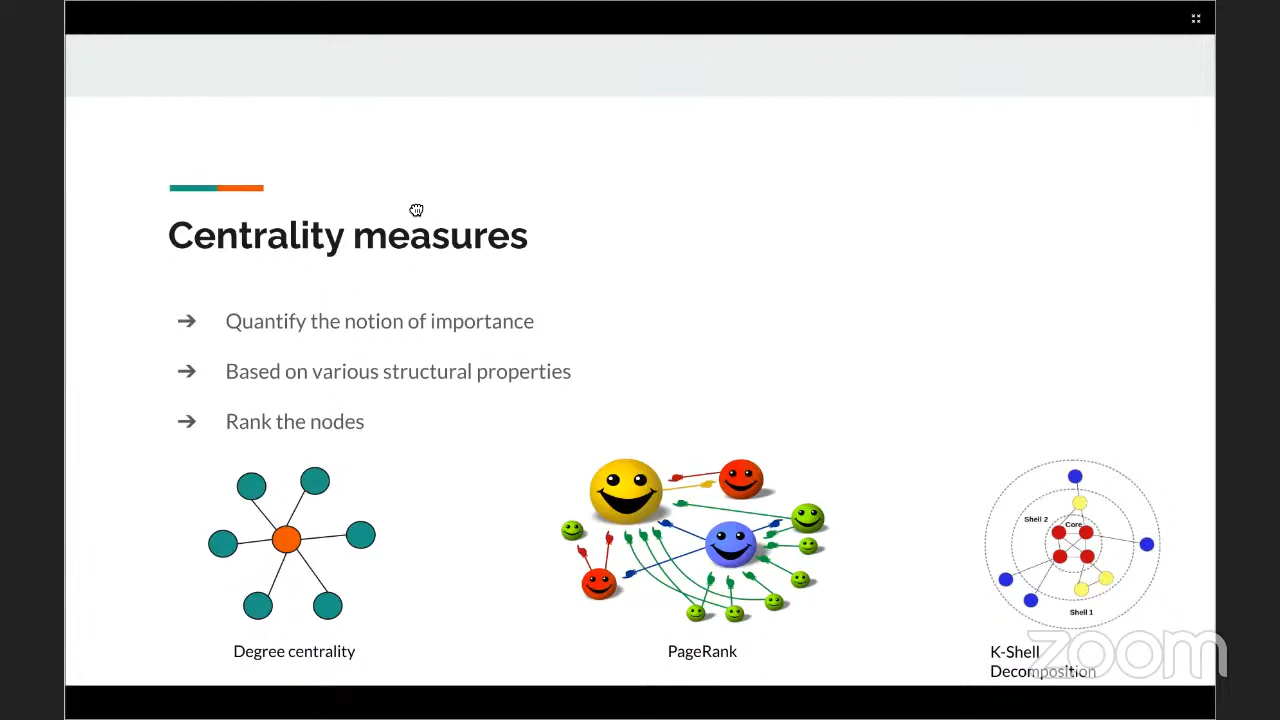 Centrality measures
➔ Quantify the notion of importance
➔ Based on various structural properties
➔ Rank the nodes
Shell 2
Core
Shell 1
Degree centrality
PageRank
K-Shell
Decomposition
zoom